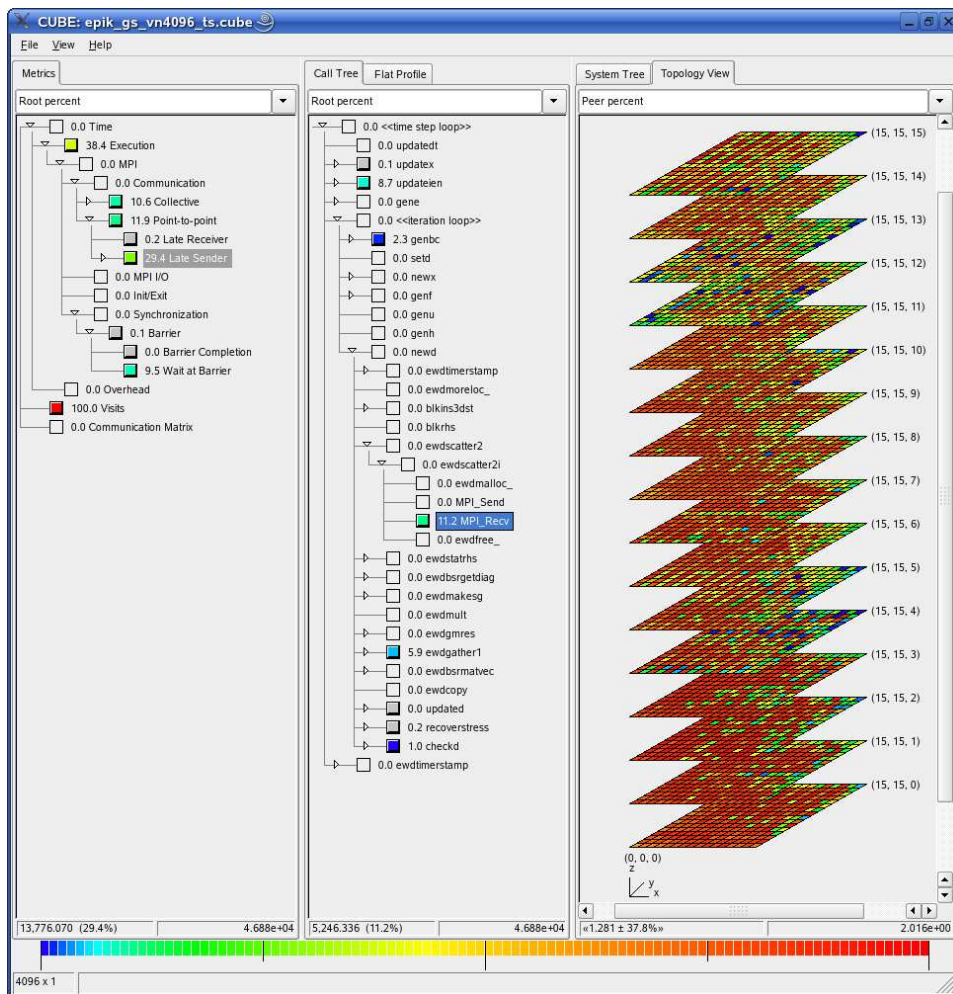 CUBE: epik_gs_vn4096_ts.cube
File View Help
Metrics
Root percent
0.0 Time
38.4 Execution
0.0 MPI
0.0 Communication
10.6 Collective
11.9 Point-to-point
0.2 Late Receiver
29.4 Late Sender
0.0 MPI I/O
0.0 Init/Exit
0.0 Synchronization
0.1 Barrier
0.0 Barrier Completion
9.5 Wait at Barrier
0.0 Overhead
100.0 Visits
0.0 Communication Matrix
13,776.070 (29.4%) 4.688e+04
Call Tree Flat Profile
Root percent
0.0 <<time step loop>>
0.0 updatedt
0.1 updatex
8.7 updateien
0.0 gene
0.0 <<iteration loop>>
2.3 genbc
0.0 setd
0.0 newx
0.0 genf
0.0 genu
0.0 genh
0.0 newd
0.0 ewdtimerstamp
0.0 ewdmoreloc_
0.0 blkins3dst
0.0 blkrhs
0.0 ewdscatter2
0.0 ewdscatter2i
0.0 ewdmalloc_
0.0 MPI_Send
11.2 MPI_Recv
0.0 ewdfree_
0.0 ewdstatrhs
0.0 ewdbsrgetdiag
0.0 ewdmakesg
0.0 ewdmult
0.0 ewdgmres
5.9 ewdgather1
0.0 ewdbsrmatvec
0.0 ewdcopy
0.0 updated
0.2 recoverstress
1.0 checkd
0.0 ewdtimerstamp
5,246.336 (11.2%) 4.688e+04
System Tree Topology View
Peer percent
(15, 15, 15)
(15, 15, 14)
(15, 15, 13)
(15, 15, 12)
(15, 15, 11)
(15, 15, 10)
(15, 15, 9)
(15, 15, 8)
(15, 15, 7)
(15, 15, 6)
(15, 15, 5)
(15, 15, 4)
(15, 15, 3)
(15, 15, 2)
(15, 15, 1)
(15, 15, 0)
(0, 0, 0)
z
y
x
«1.281 ± 37.8%» 2.016e+00
4096 x 1